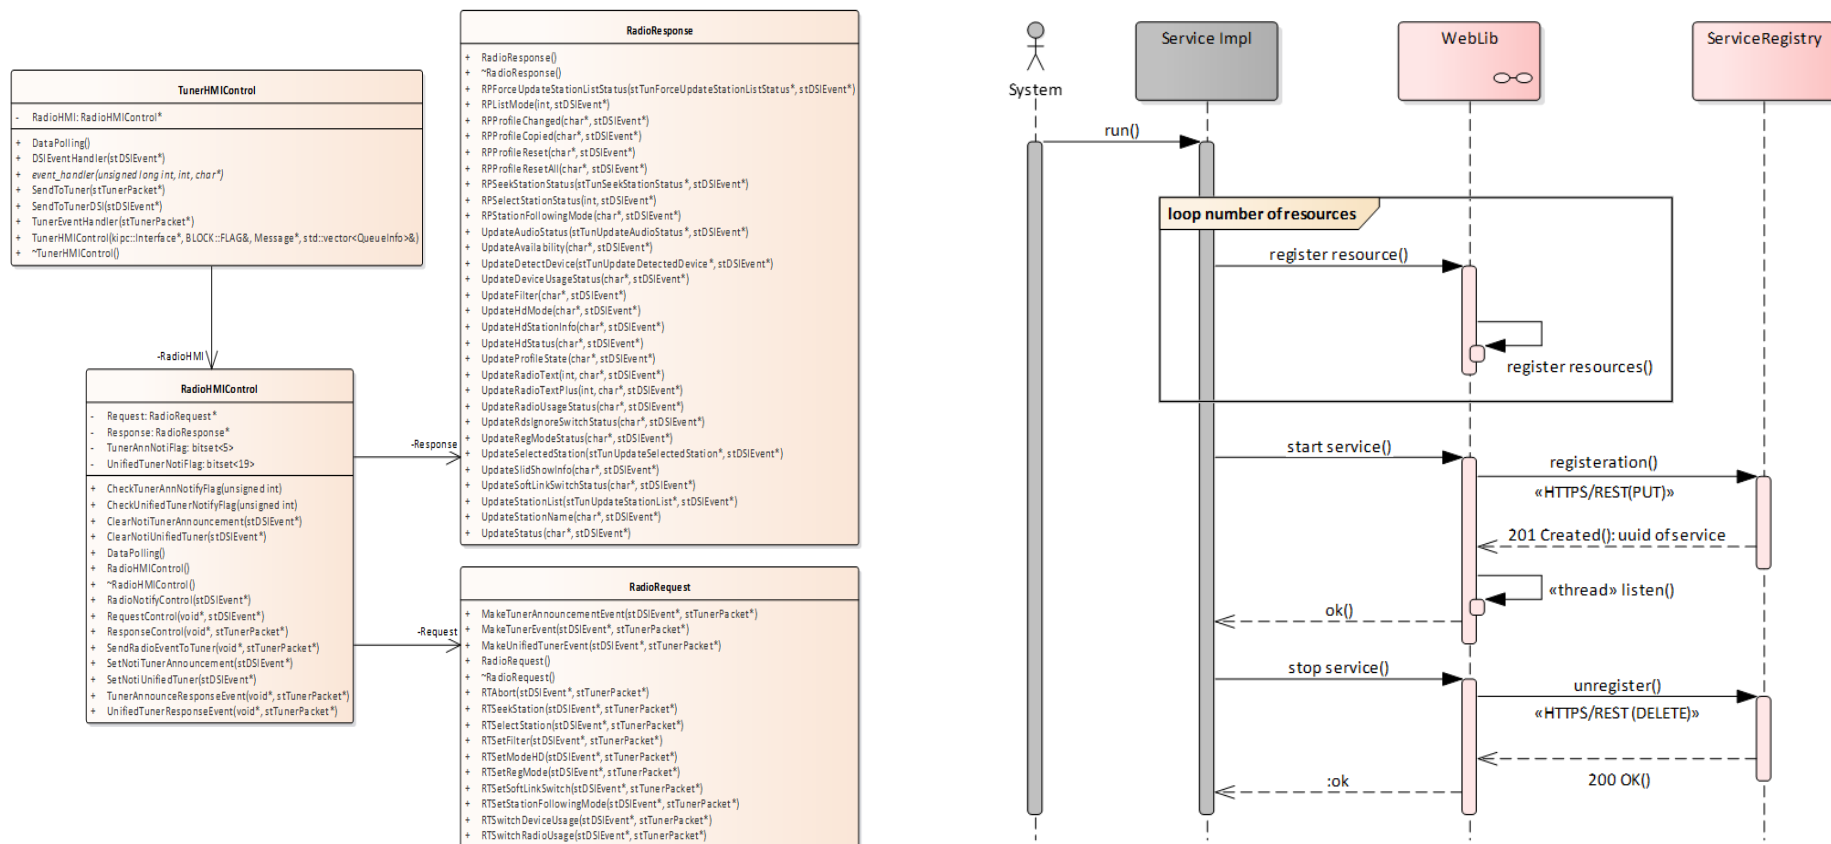 TunerHMIControl
- RadioHMI: RadioHMIControl*
+ DataPolling()
+ DSIEventHandler(stDSIEvent*)
+ event_handler(unsigned long int, int, char*)
+ SendToTuner(stTunerPacket*)
+ SendToTunerDSI(stDSIEvent*)
+ TunerEventHandler(stTunerPacket*)
+ TunerHMIControl(kipc::Interface*, BLOCK::FLAG&, Message*, std::vector<QueueInfo>&)
+ ~TunerHMIControl()
-RadioHMI
RadioHMIControl
- Request: RadioRequest*
- Response: RadioResponse*
- TunerAnnNotiFlag: bitset<5>
- UnifiedTunerNotiFlag: bitset<19>
+ CheckTunerAnnNotifyFlag(unsigned int)
+ CheckUnifiedTunerNotifyFlag(unsigned int)
+ ClearNotiTunerAnnouncement(stDSIEvent*)
+ ClearNotiUnifiedTuner(stDSIEvent*)
+ DataPolling()
+ RadioHMIControl()
+ ~RadioHMIControl()
+ RadioNotifyControl(stDSIEvent*)
+ RequestControl(void*, stDSIEvent*)
+ ResponseControl(void*, stTunerPacket*)
+ SendRadioEventToTuner(void*, stTunerPacket*)
+ SetNotiTunerAnnouncement(stDSIEvent*)
+ SetNotiUnifiedTuner(stDSIEvent*)
+ TunerAnnounceResponseEvent(void*, stTunerPacket*)
+ UnifiedTunerResponseEvent(void*, stTunerPacket*)
-Response
-Request
RadioResponse
+ RadioResponse()
+ ~RadioResponse()
+ RPForceUpdateStationListStatus(stTunForceUpdateStationListStatus*, stDSIEvent*)
+ RPListMode(int, stDSIEvent*)
+ RPProfileChanged(char*, stDSIEvent*)
+ RPProfileCopied(char*, stDSIEvent*)
+ RPProfileReset(char*, stDSIEvent*)
+ RPProfileResetAll(char*, stDSIEvent*)
+ RPSeekStationStatus(stTunSeekStationStatus*, stDSIEvent*)
+ RPSelectStationStatus(int, stDSIEvent*)
+ RPStationFollowingMode(char*, stDSIEvent*)
+ UpdateAudioStatus(stTunUpdateAudioStatus*, stDSIEvent*)
+ UpdateAvailability(char*, stDSIEvent*)
+ UpdateDetectDevice(stTunUpdateDetectedDevice*, stDSIEvent*)
+ UpdateDeviceUsageStatus(char*, stDSIEvent*)
+ UpdateFilter(char*, stDSIEvent*)
+ UpdateHdMode(char*, stDSIEvent*)
+ UpdateHdStationInfo(char*, stDSIEvent*)
+ UpdateHdStatus(char*, stDSIEvent*)
+ UpdateProfileState(char*, stDSIEvent*)
+ UpdateRadioText(int, char*, stDSIEvent*)
+ UpdateRadioTextPlus(int, char*, stDSIEvent*)
+ UpdateRadioUsageStatus(char*, stDSIEvent*)
+ UpdateRdsIgnoreSwitchStatus(char*, stDSIEvent*)
+ UpdateRegModeStatus(char*, stDSIEvent*)
+ UpdateSelectedStation(stTunUpdateSelectedStation*, stDSIEvent*)
+ UpdateSlidShowInfo(char*, stDSIEvent*)
+ UpdateSoftLinkSwitchStatus(char*, stDSIEvent*)
+ UpdateStationList(stTunUpdateStationList*, stDSIEvent*)
+ UpdateStationName(char*, stDSIEvent*)
+ UpdateStatus(char*, stDSIEvent*)
RadioRequest
+ MakeTunerAnnouncementEvent(stDSIEvent*, stTunerPacket*)
+ MakeTunerEvent(stDSIEvent*, stTunerPacket*)
+ MakeUnifiedTunerEvent(stDSIEvent*, stTunerPacket*)
+ RadioRequest()
+ ~RadioRequest()
+ RTAbort(stDSIEvent*, stTunerPacket*)
+ RTSeekStation(stDSIEvent*, stTunerPacket*)
+ RTSelectStation(stDSIEvent*, stTunerPacket*)
+ RTSetFilter(stDSIEvent*, stTunerPacket*)
+ RTSetModeHD(stDSIEvent*, stTunerPacket*)
+ RTSetRegMode(stDSIEvent*, stTunerPacket*)
+ RTSetSoftLinkSwitch(stDSIEvent*, stTunerPacket*)
+ RTSetStationFollowingMode(stDSIEvent*, stTunerPacket*)
+ RTSwitchDeviceUsage(stDSIEvent*, stTunerPacket*)
+ RTSwitchRadioUsage(stDSIEvent*, stTunerPacket*)
System
Service Impl
WebLib
ServiceRegistry
run()
loop number of resources
register resource()
register resources()
start service()
registeration()
«HTTPS/REST(PUT)»
201 Created(): uuid of service
«thread» listen()
ok()
stop service()
unregister()
«HTTPS/REST (DELETE)»
200 OK()
:ok